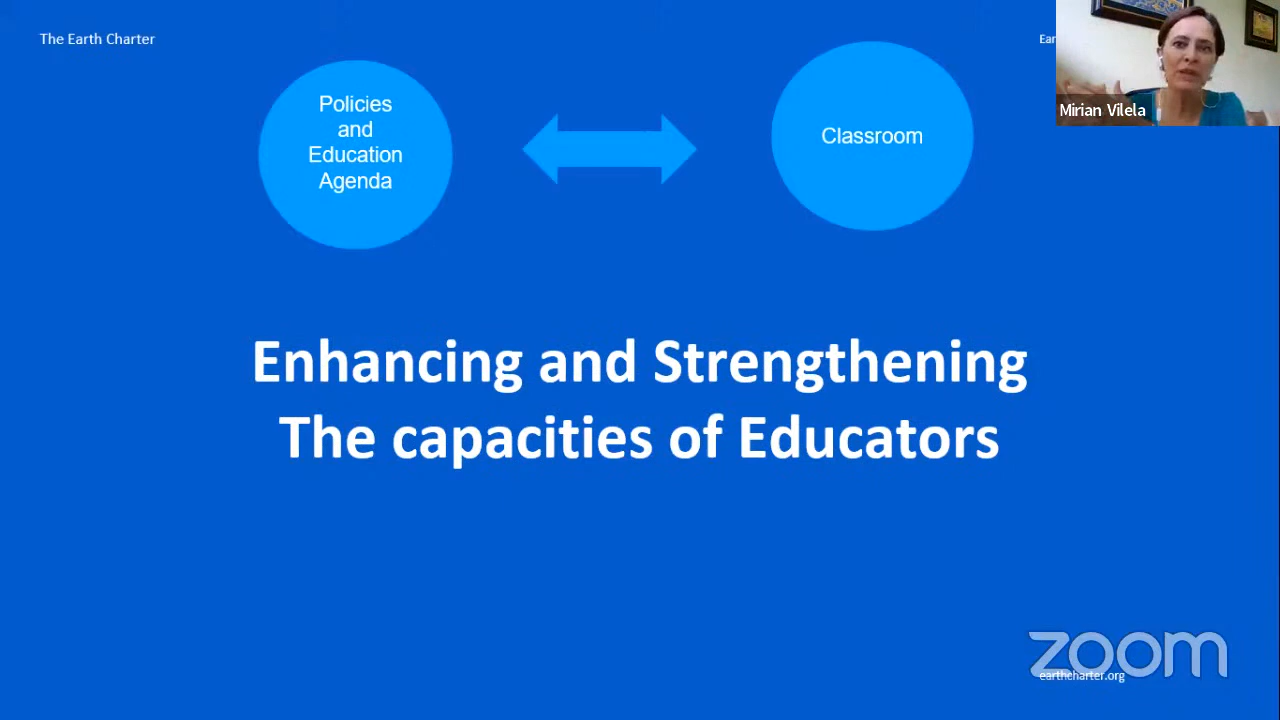 The Earth Charter
Ear
Mirian Vilela
Policies
and
Education
Agenda
Classroom
Enhancing and Strengthening
The capacities of Educators
zoom
earthcharter.org